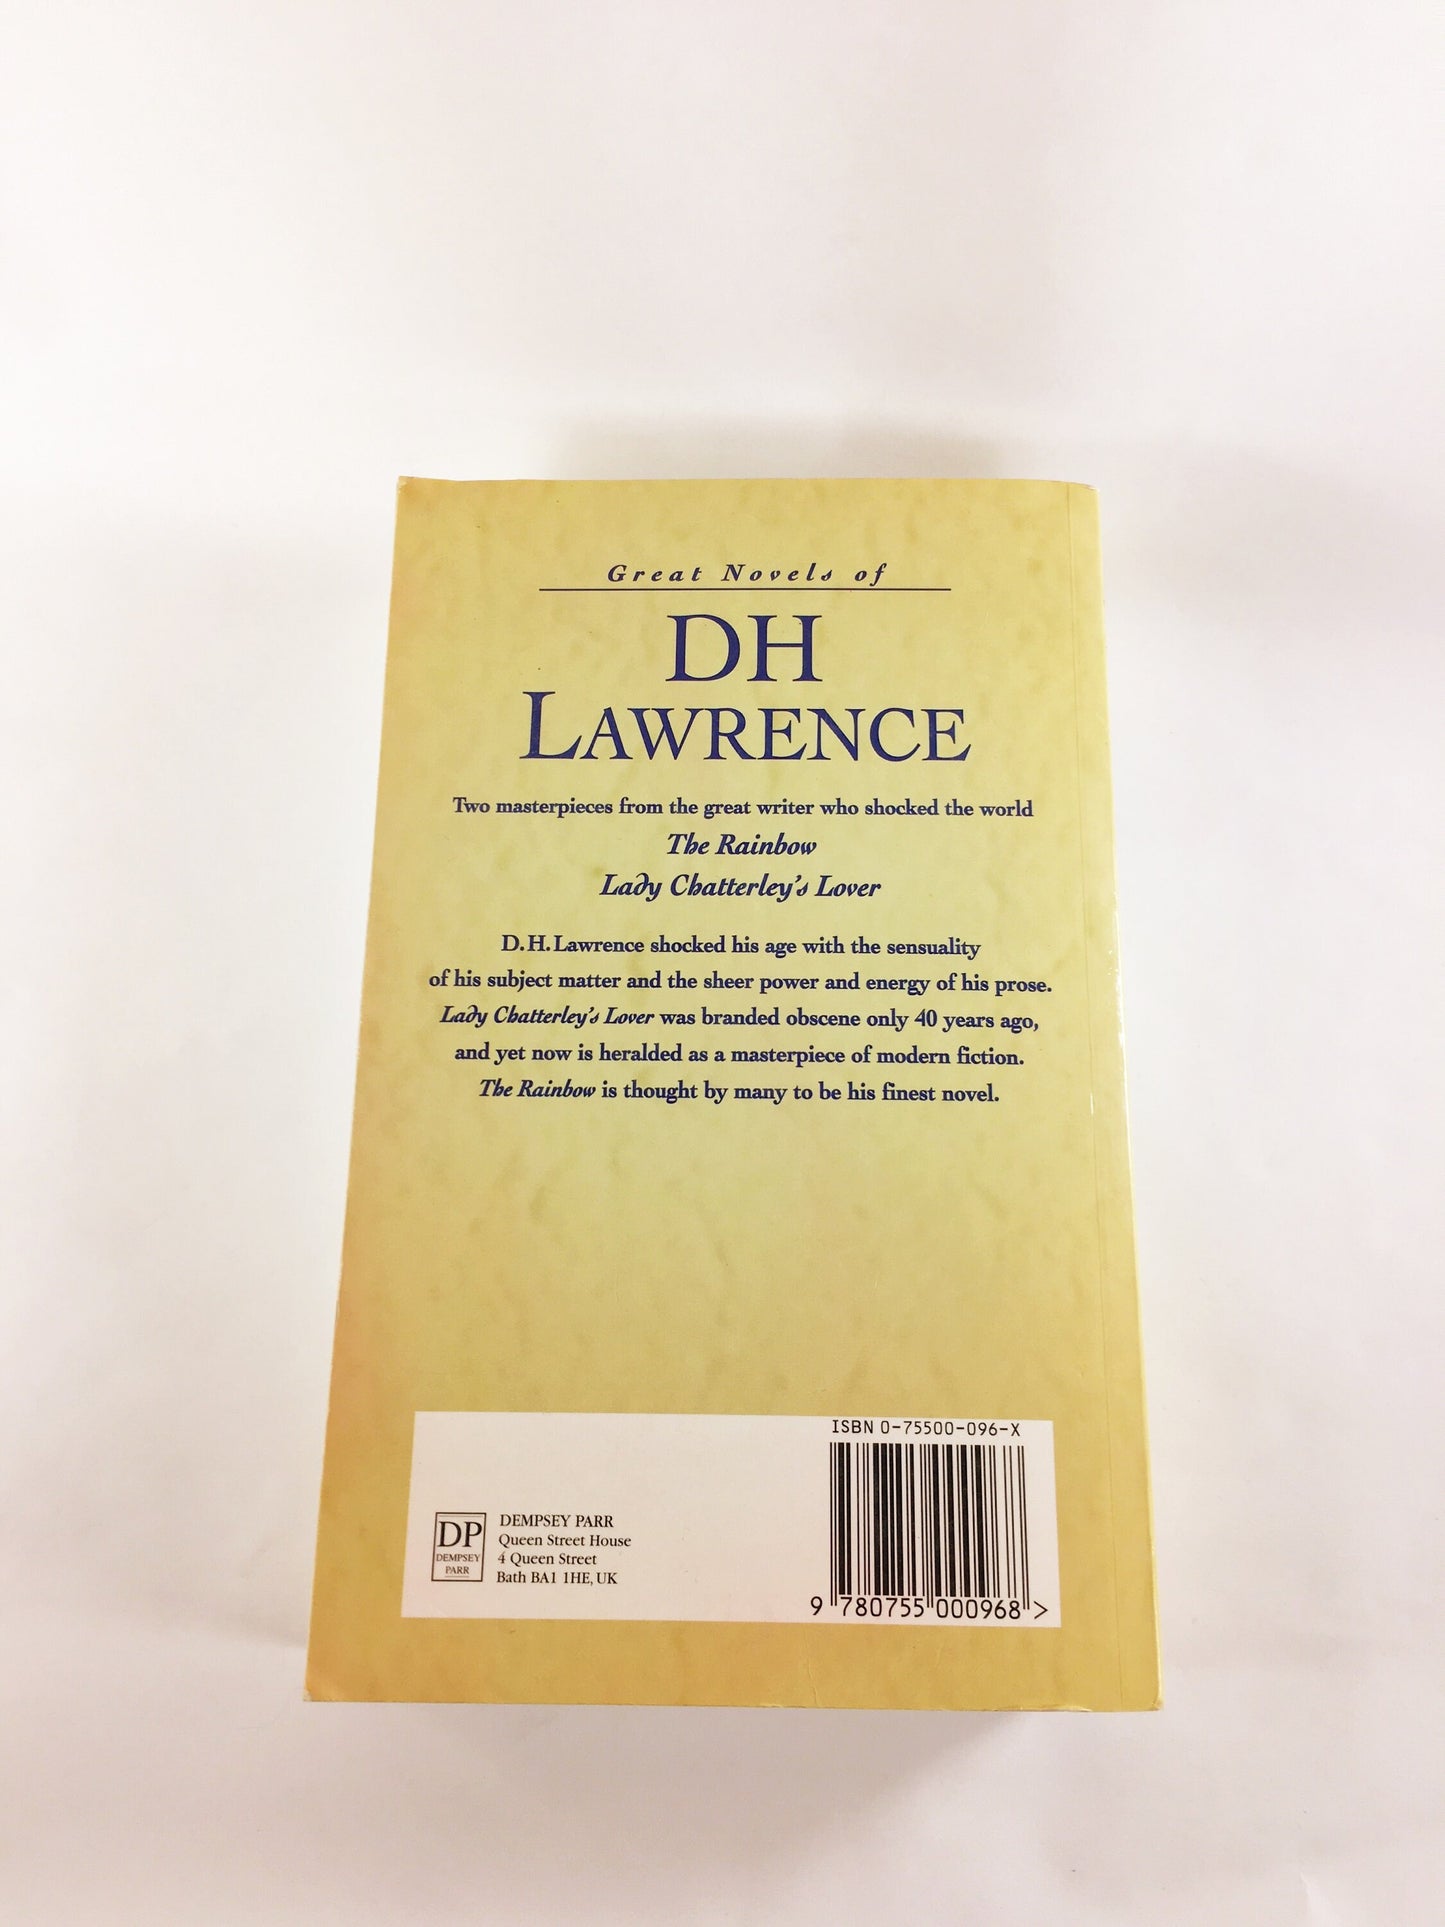 Great Novels of
DH
LAWRENCE
Two masterpieces from the great writer who shocked the world
The Rainbow
Lady Chatterley's Lover
D. H. Lawrence shocked his age with the sensuality
of his subject matter and the sheer power and energy of his prose.
Lady Chatterley's Lover was branded obscene only 40 years ago,
and yet now is heralded as a masterpiece of modern fiction.
The Rainbow is thought by many to be his finest novel.
ISBN 0-75500-096-X
DP
DEMPSEY
PARR
DEMPSEY PARR
Queen Street House
4 Queen Street
Bath BA1 1HE, UK
9 780755 000968 >